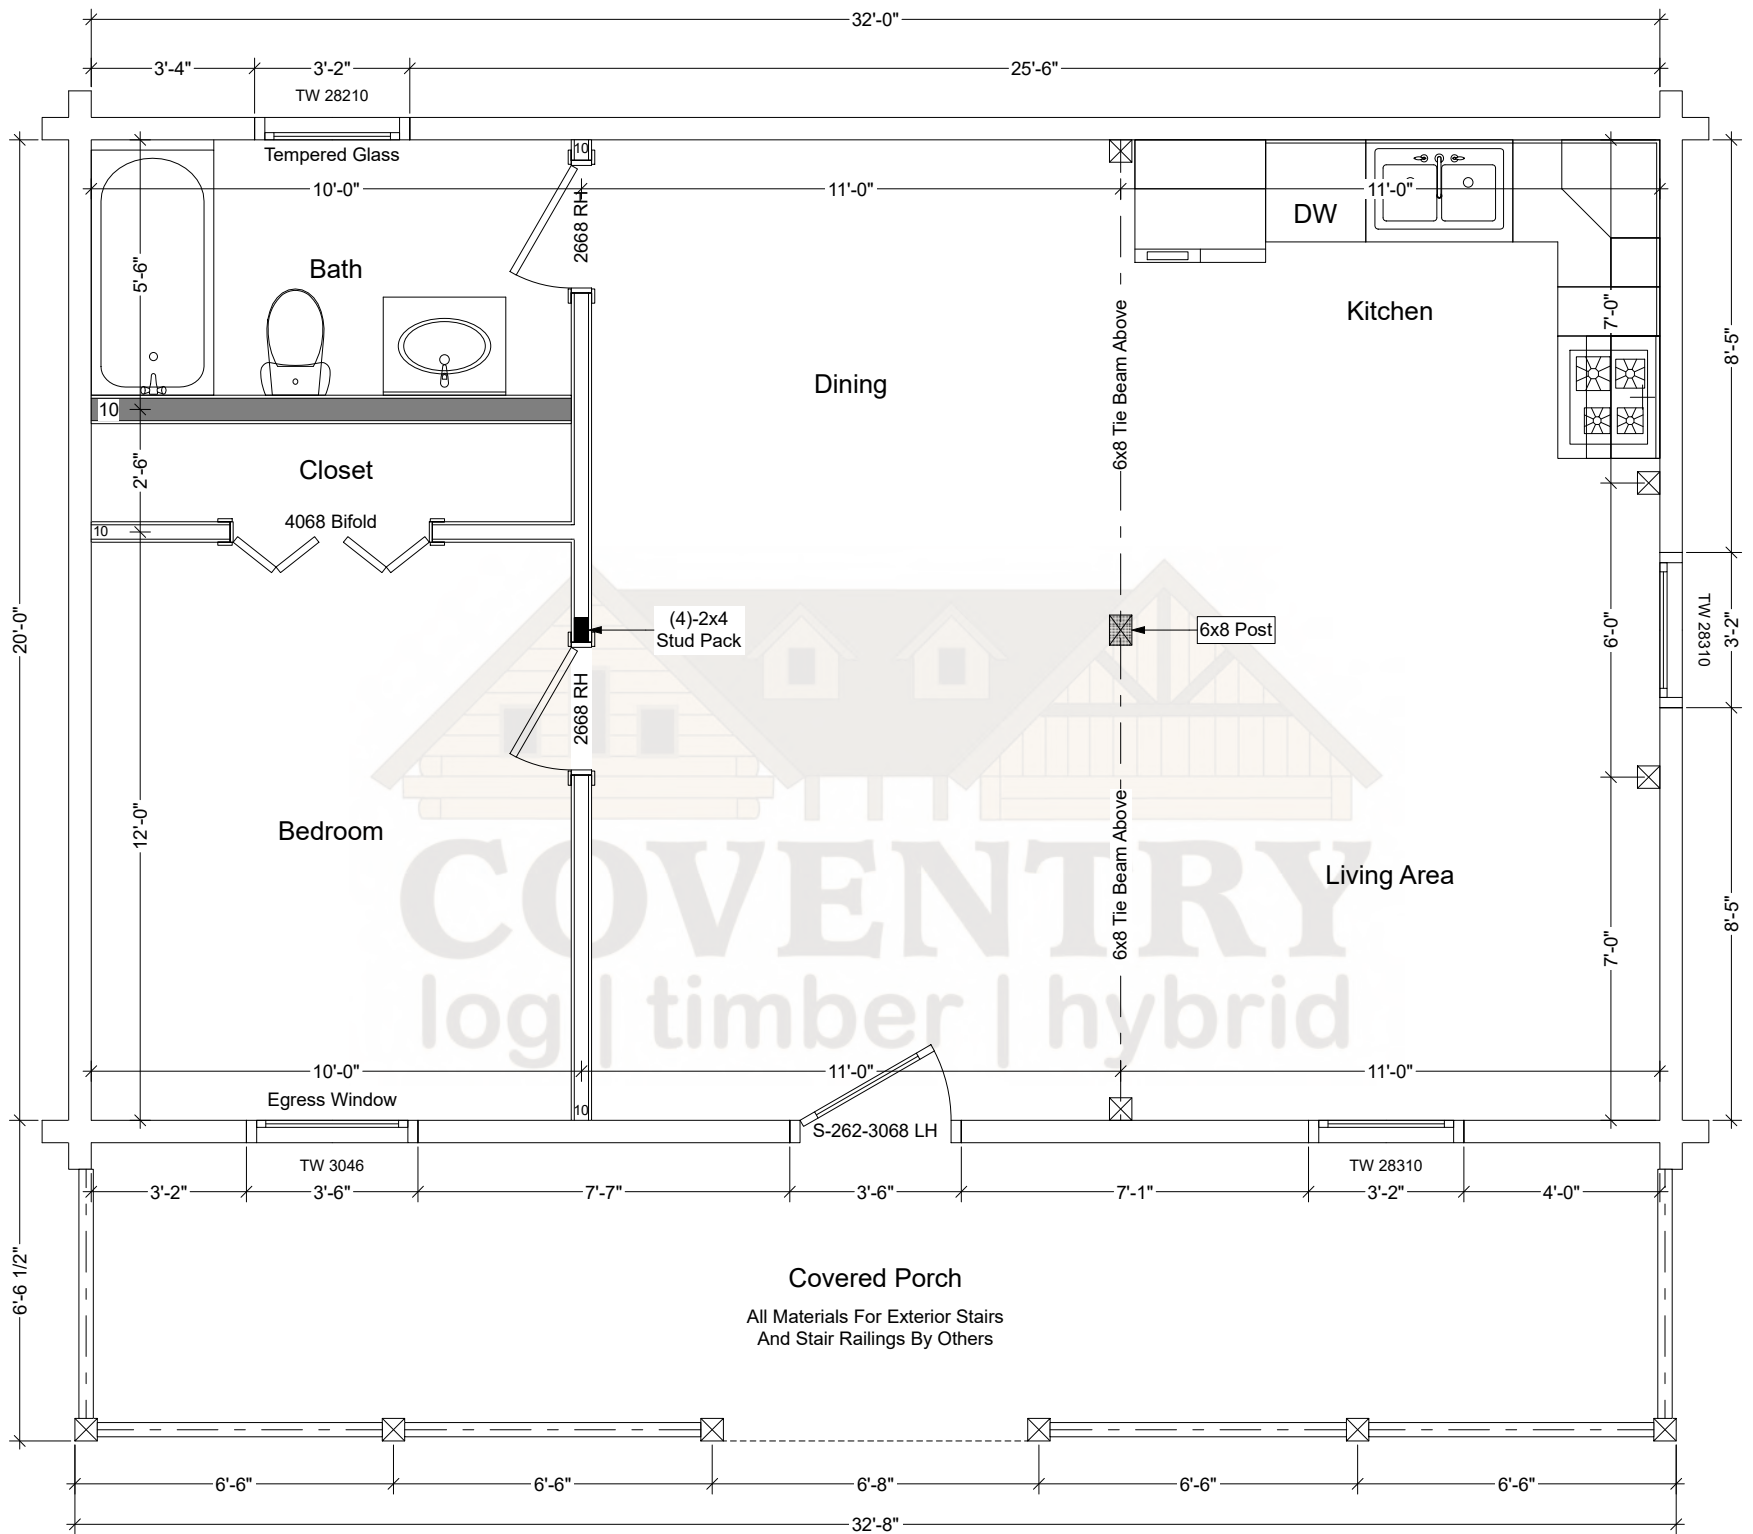 32'-0"
3'-4"
3'-2"
25'-6"
TW 28210
Tempered Glass
10
10'-0"
11'-0"
11'-0"
2668 RH
DW
Bath
5'-6"
Kitchen
7'-0"
8'-5"
Dining
6x8 Tie Beam Above
10
Closet
2'-6"
4068 Bifold
10
20'-0"
(4)-2x4
Stud Pack
6x8 Post
6'-0"
TW 28310
3'-2"
2668 RH
Bedroom
12'-0"
6x8 Tie Beam Above
COVENTRY
log | timber | hybrid
Living Area
7'-0"
8'-5"
10'-0"
11'-0"
11'-0"
Egress Window
10
S-262-3068 LH
TW 3046
TW 28310
3'-2"
3'-6"
7'-7"
3'-6"
7'-1"
3'-2"
4'-0"
6'-6 1/2"
Covered Porch
All Materials For Exterior Stairs
And Stair Railings By Others
6'-6"
6'-6"
6'-8"
6'-6"
6'-6"
32'-8"